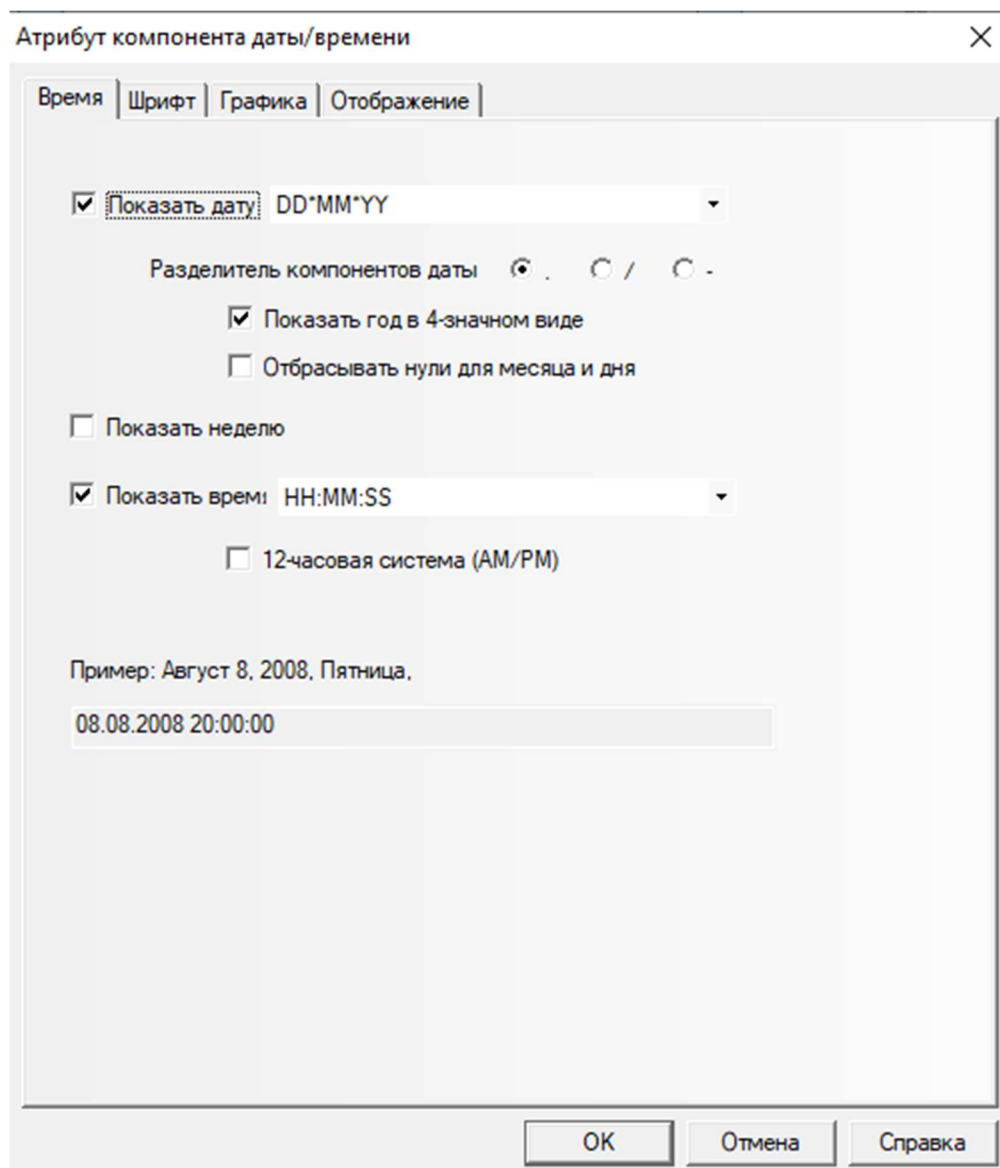 Атрибут компонента даты/времени
Время Шрифт Графика Отображение
Показать дату DD*MM*YY
Разделитель компонентов даты . / -
Показать год в 4-значном виде
Отбрасывать нули для месяца и дня
Показать неделю
Показать время HH:MM:SS
12-часовая система (AM/PM)
Пример: Август 8, 2008, Пятница,
08.08.2008 20:00:00
OK Отмена Справка